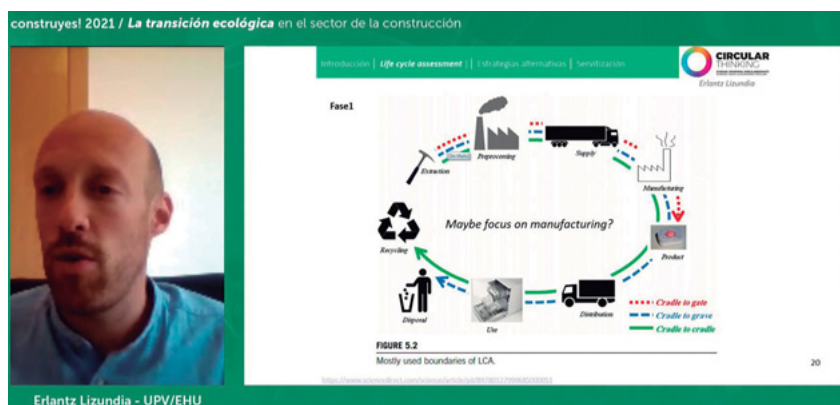 construyes! 2021 / La transición ecológica en el sector de la construcción
Introducción | Life cycle assessment | Estrategias alternativas | Servitización
CIRCULAR
THINKING
Erlantz Lizundia
Fase1
Extraction
Preprocessing
Supply
Manufacturing
Maybe focus on manufacturing?
Recycling
Product
Disposal
Use
Distribution
Cradle to gate
Cradle to grave
Cradle to cradle
FIGURE 5.2
Mostly used boundaries of LCA.
20
Erlantz Lizundia - UPV/EHU